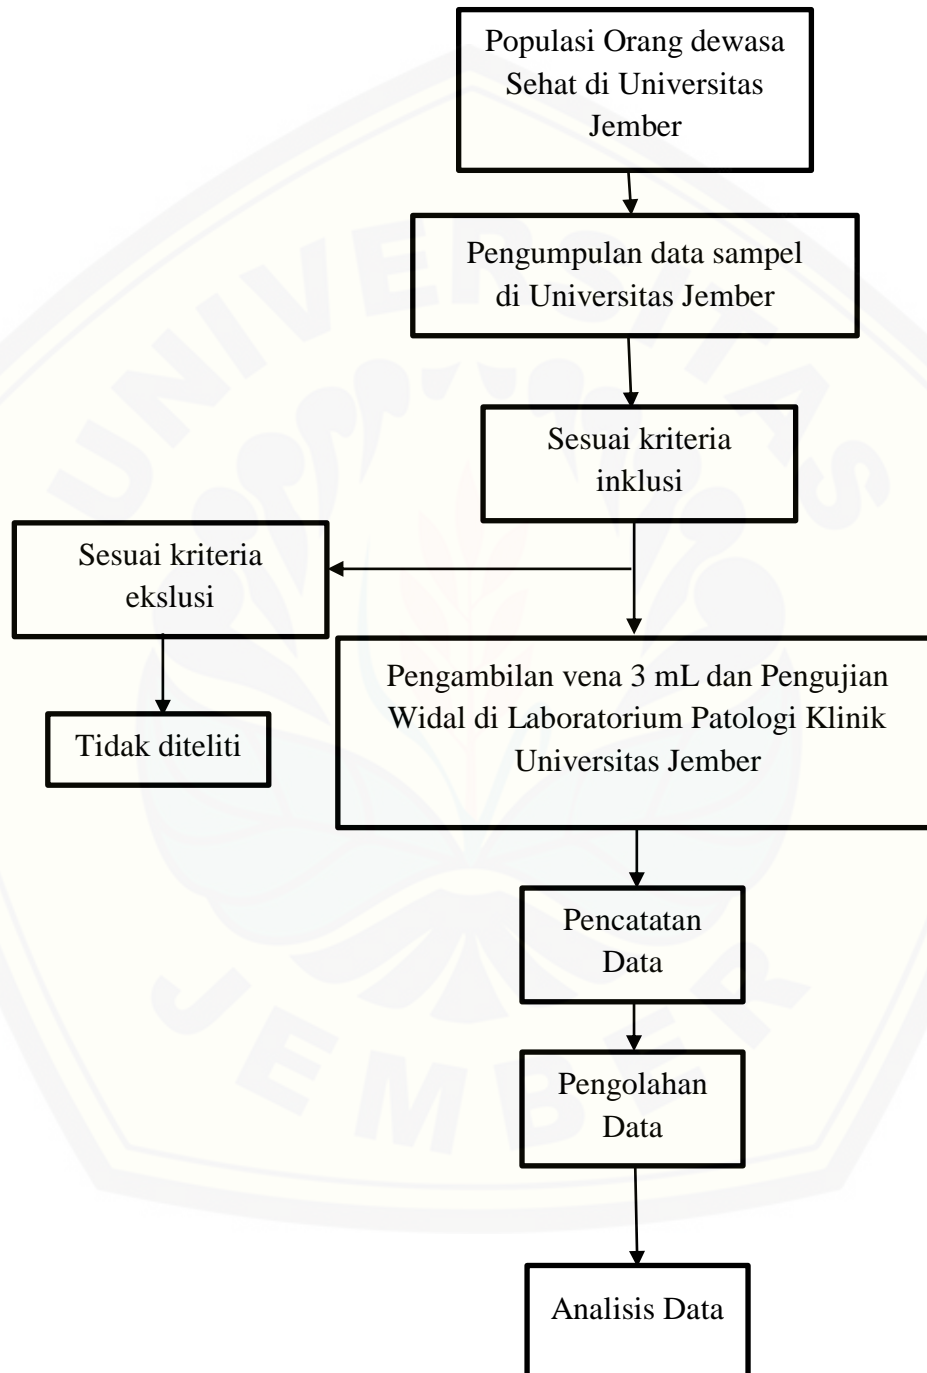 Populasi Orang dewasa
Sehat di Universitas
Jember
Pengumpulan data sampel
di Universitas Jember
Sesuai kriteria
inklusi
Sesuai kriteria
ekslusi
Pengambilan vena 3 mL dan Pengujian
Widal di Laboratorium Patologi Klinik
Universitas Jember
Tidak diteliti
Pencatatan
Data
Pengolahan
Data
Analisis Data
UNIVERSITAS
JEMBER